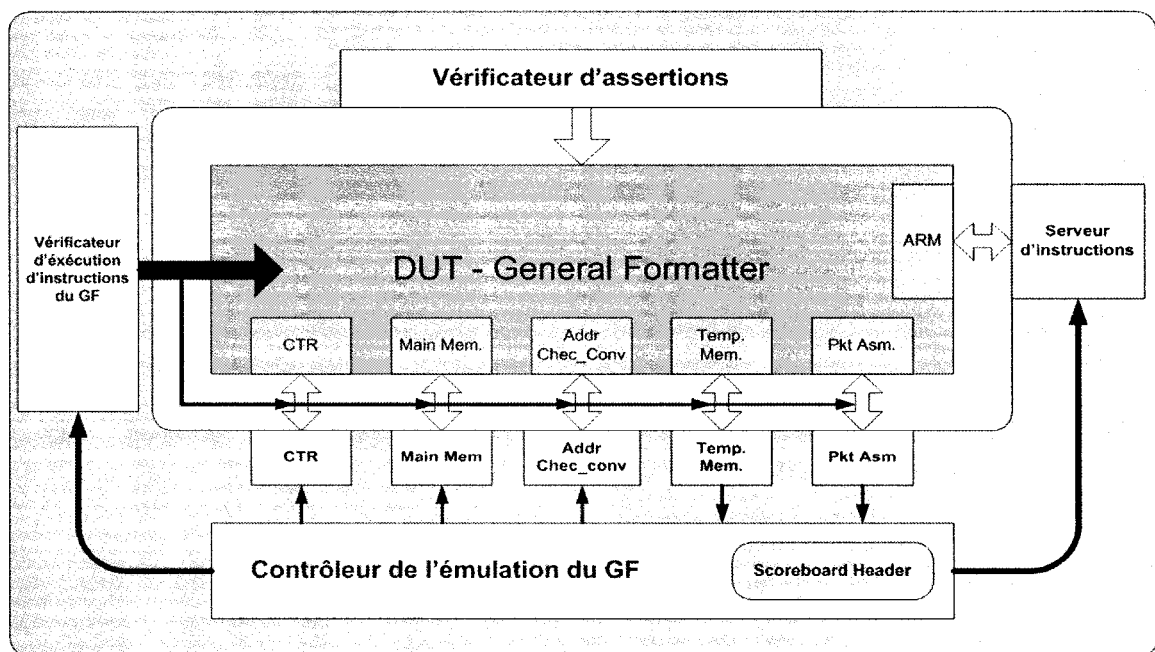 Vérificateur d'assertions
Vérificateur
d'éxécution
d'instructions
du GF
DUT - General Formatter
ARM
Serveur
d'instructions
CTR
Main Mem.
Addr
Chec_Conv
Temp.
Mem.
Pkt Asm.
CTR
Main Mem
Addr
Chec_conv
Temp.
Mem.
Pkt Asm
Contrôleur de l'émulation du GF
Scoreboard Header